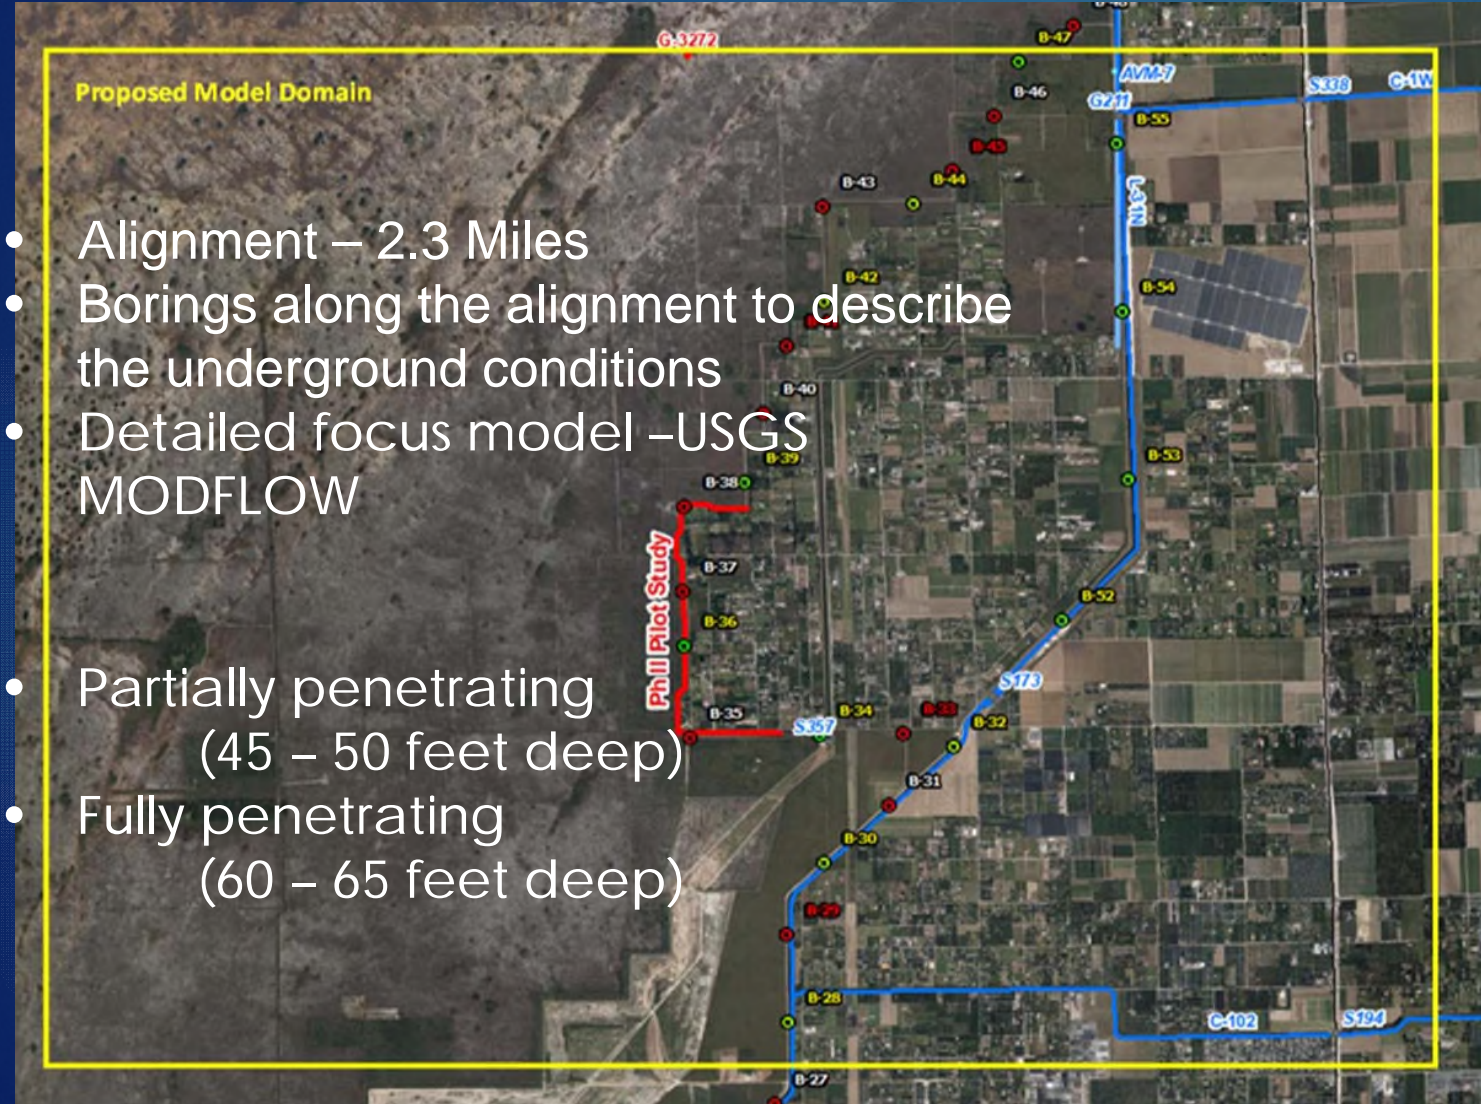 B-48
G-3272
B-47
Proposed Model Domain
AVM-7
S338
C-1W
B-46
G211
B-55
B-45
B-43
B-44
L-31N
• Alignment – 2.3 Miles
B-42
B-54
• Borings along the alignment to describe
the underground conditions
B-40
• Detailed focus model –USGS
MODFLOW
B-39
B-53
B-38
Ph II Pilot Study
B-37
B-52
B-36
• Partially penetrating
(45 – 50 feet deep)
S173
B-35
S357
B-34
B-33
B-32
B-31
• Fully penetrating
(60 – 65 feet deep)
B-30
B-29
B-28
C-102
S194
B-27